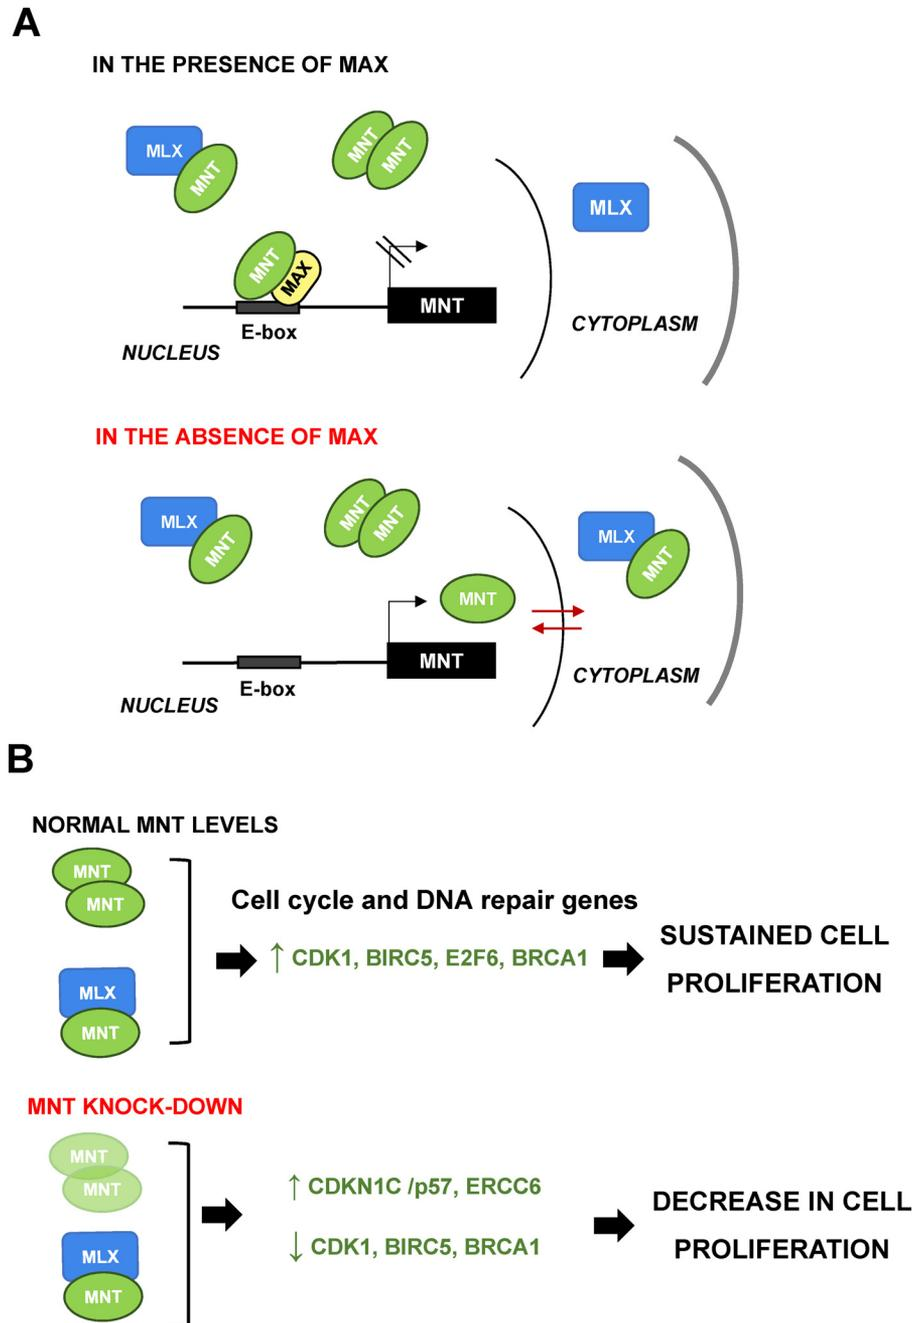 A
IN THE PRESENCE OF MAX
MLX
MNT
MNT
MNT
MLX
MNT
MAX
MNT
E-box
CYTOPLASM
NUCLEUS
IN THE ABSENCE OF MAX
MLX
MNT
MNT
MNT
MLX
MNT
MNT
MNT
E-box
CYTOPLASM
NUCLEUS
B
NORMAL MNT LEVELS
MNT
MNT
MLX
MNT
Cell cycle and DNA repair genes
↑ CDK1, BIRC5, E2F6, BRCA1
SUSTAINED CELL
PROLIFERATION
MNT KNOCK-DOWN
MNT
MNT
MLX
MNT
↑ CDKN1C /p57, ERCC6
↓ CDK1, BIRC5, BRCA1
DECREASE IN CELL
PROLIFERATION